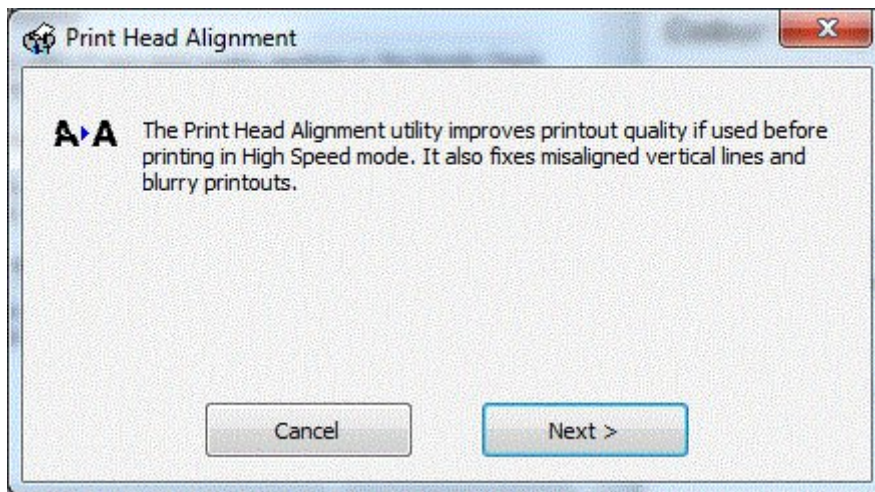 Print Head Alignment
The Print Head Alignment utility improves printout quality if used before
printing in High Speed mode. It also fixes misaligned vertical lines and
blurry printouts.
Cancel
Next >